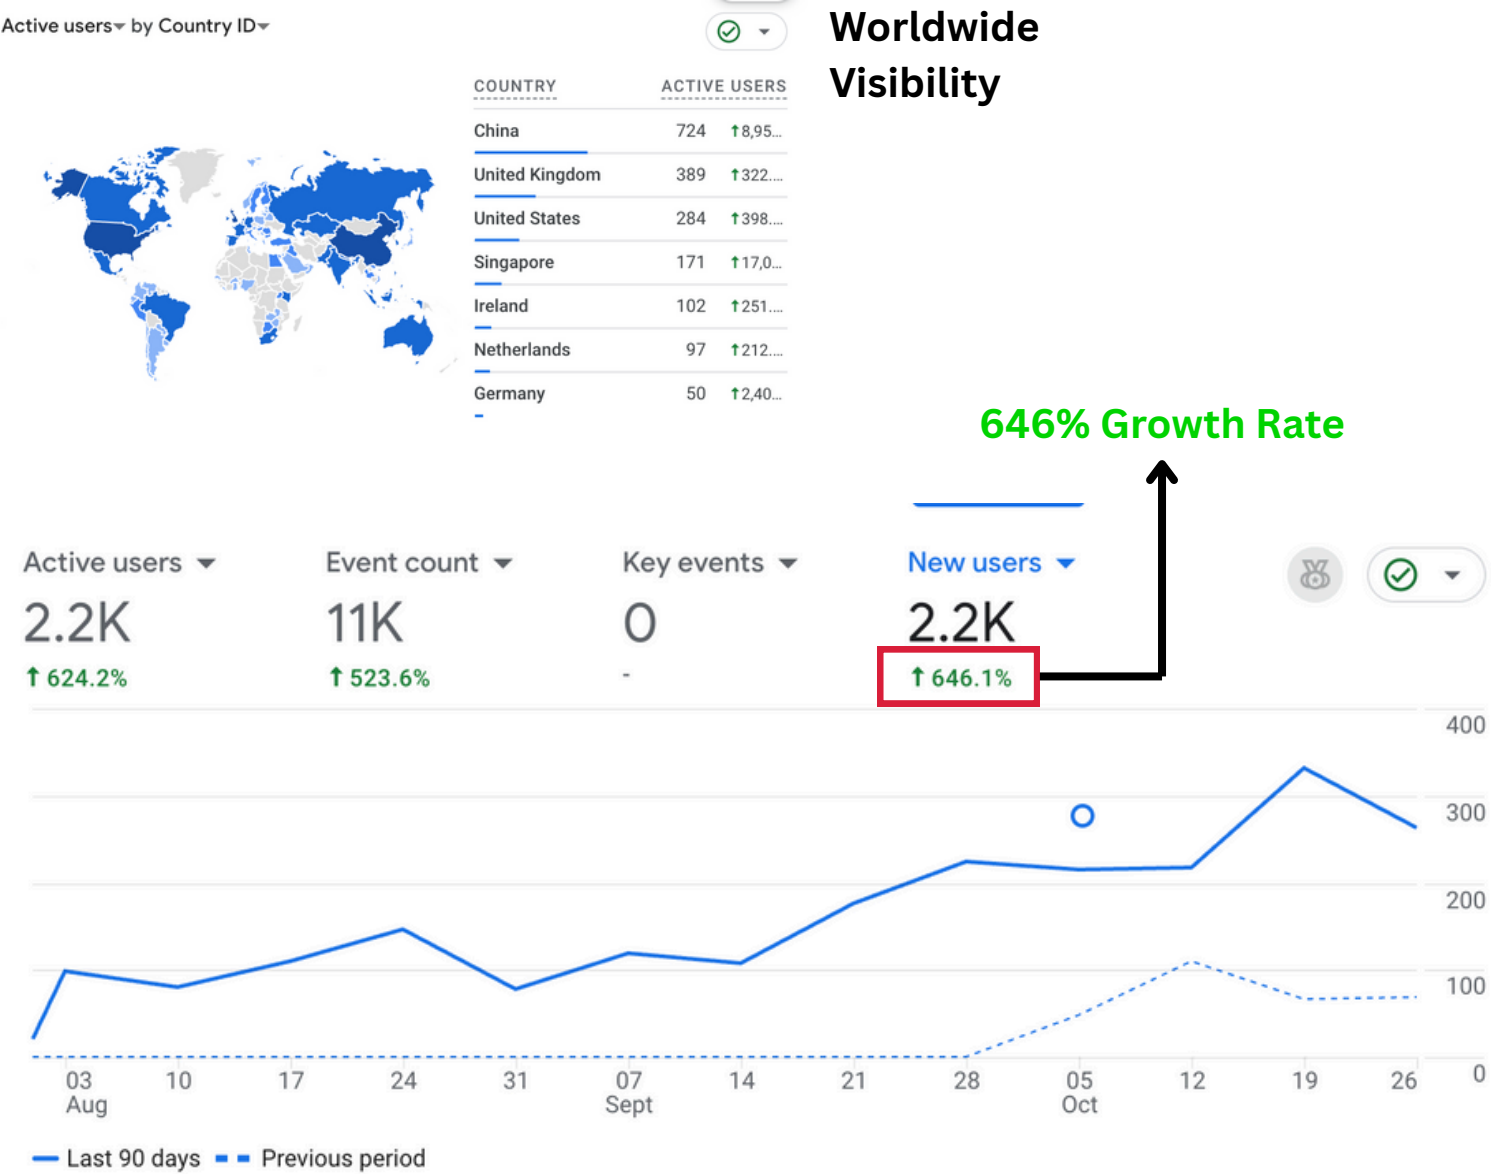 Active users by Country ID
Worldwide
Visibility
COUNTRY ACTIVE USERS
China 724 ↑8,95...
United Kingdom 389 ↑322....
United States 284 ↑398....
Singapore 171 ↑17,0...
Ireland 102 ↑251....
Netherlands 97 ↑212....
Germany 50 ↑2,40...
646% Growth Rate
Active users Event count Key events New users
2.2K 11K 0 2.2K
↑ 624.2% ↑ 523.6% - ↑ 646.1%
400
300
200
100
0
03 10 17 24 31 07 14 21 28 05 12 19 26
Aug Sept Oct
Last 90 days Previous period